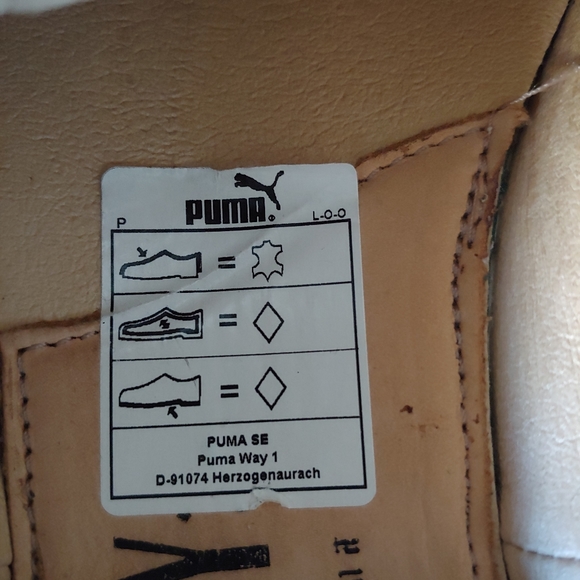 PUMA®
P L-O-O
PUMA SE
Puma Way 1
D-91074 Herzogenaurach
Y